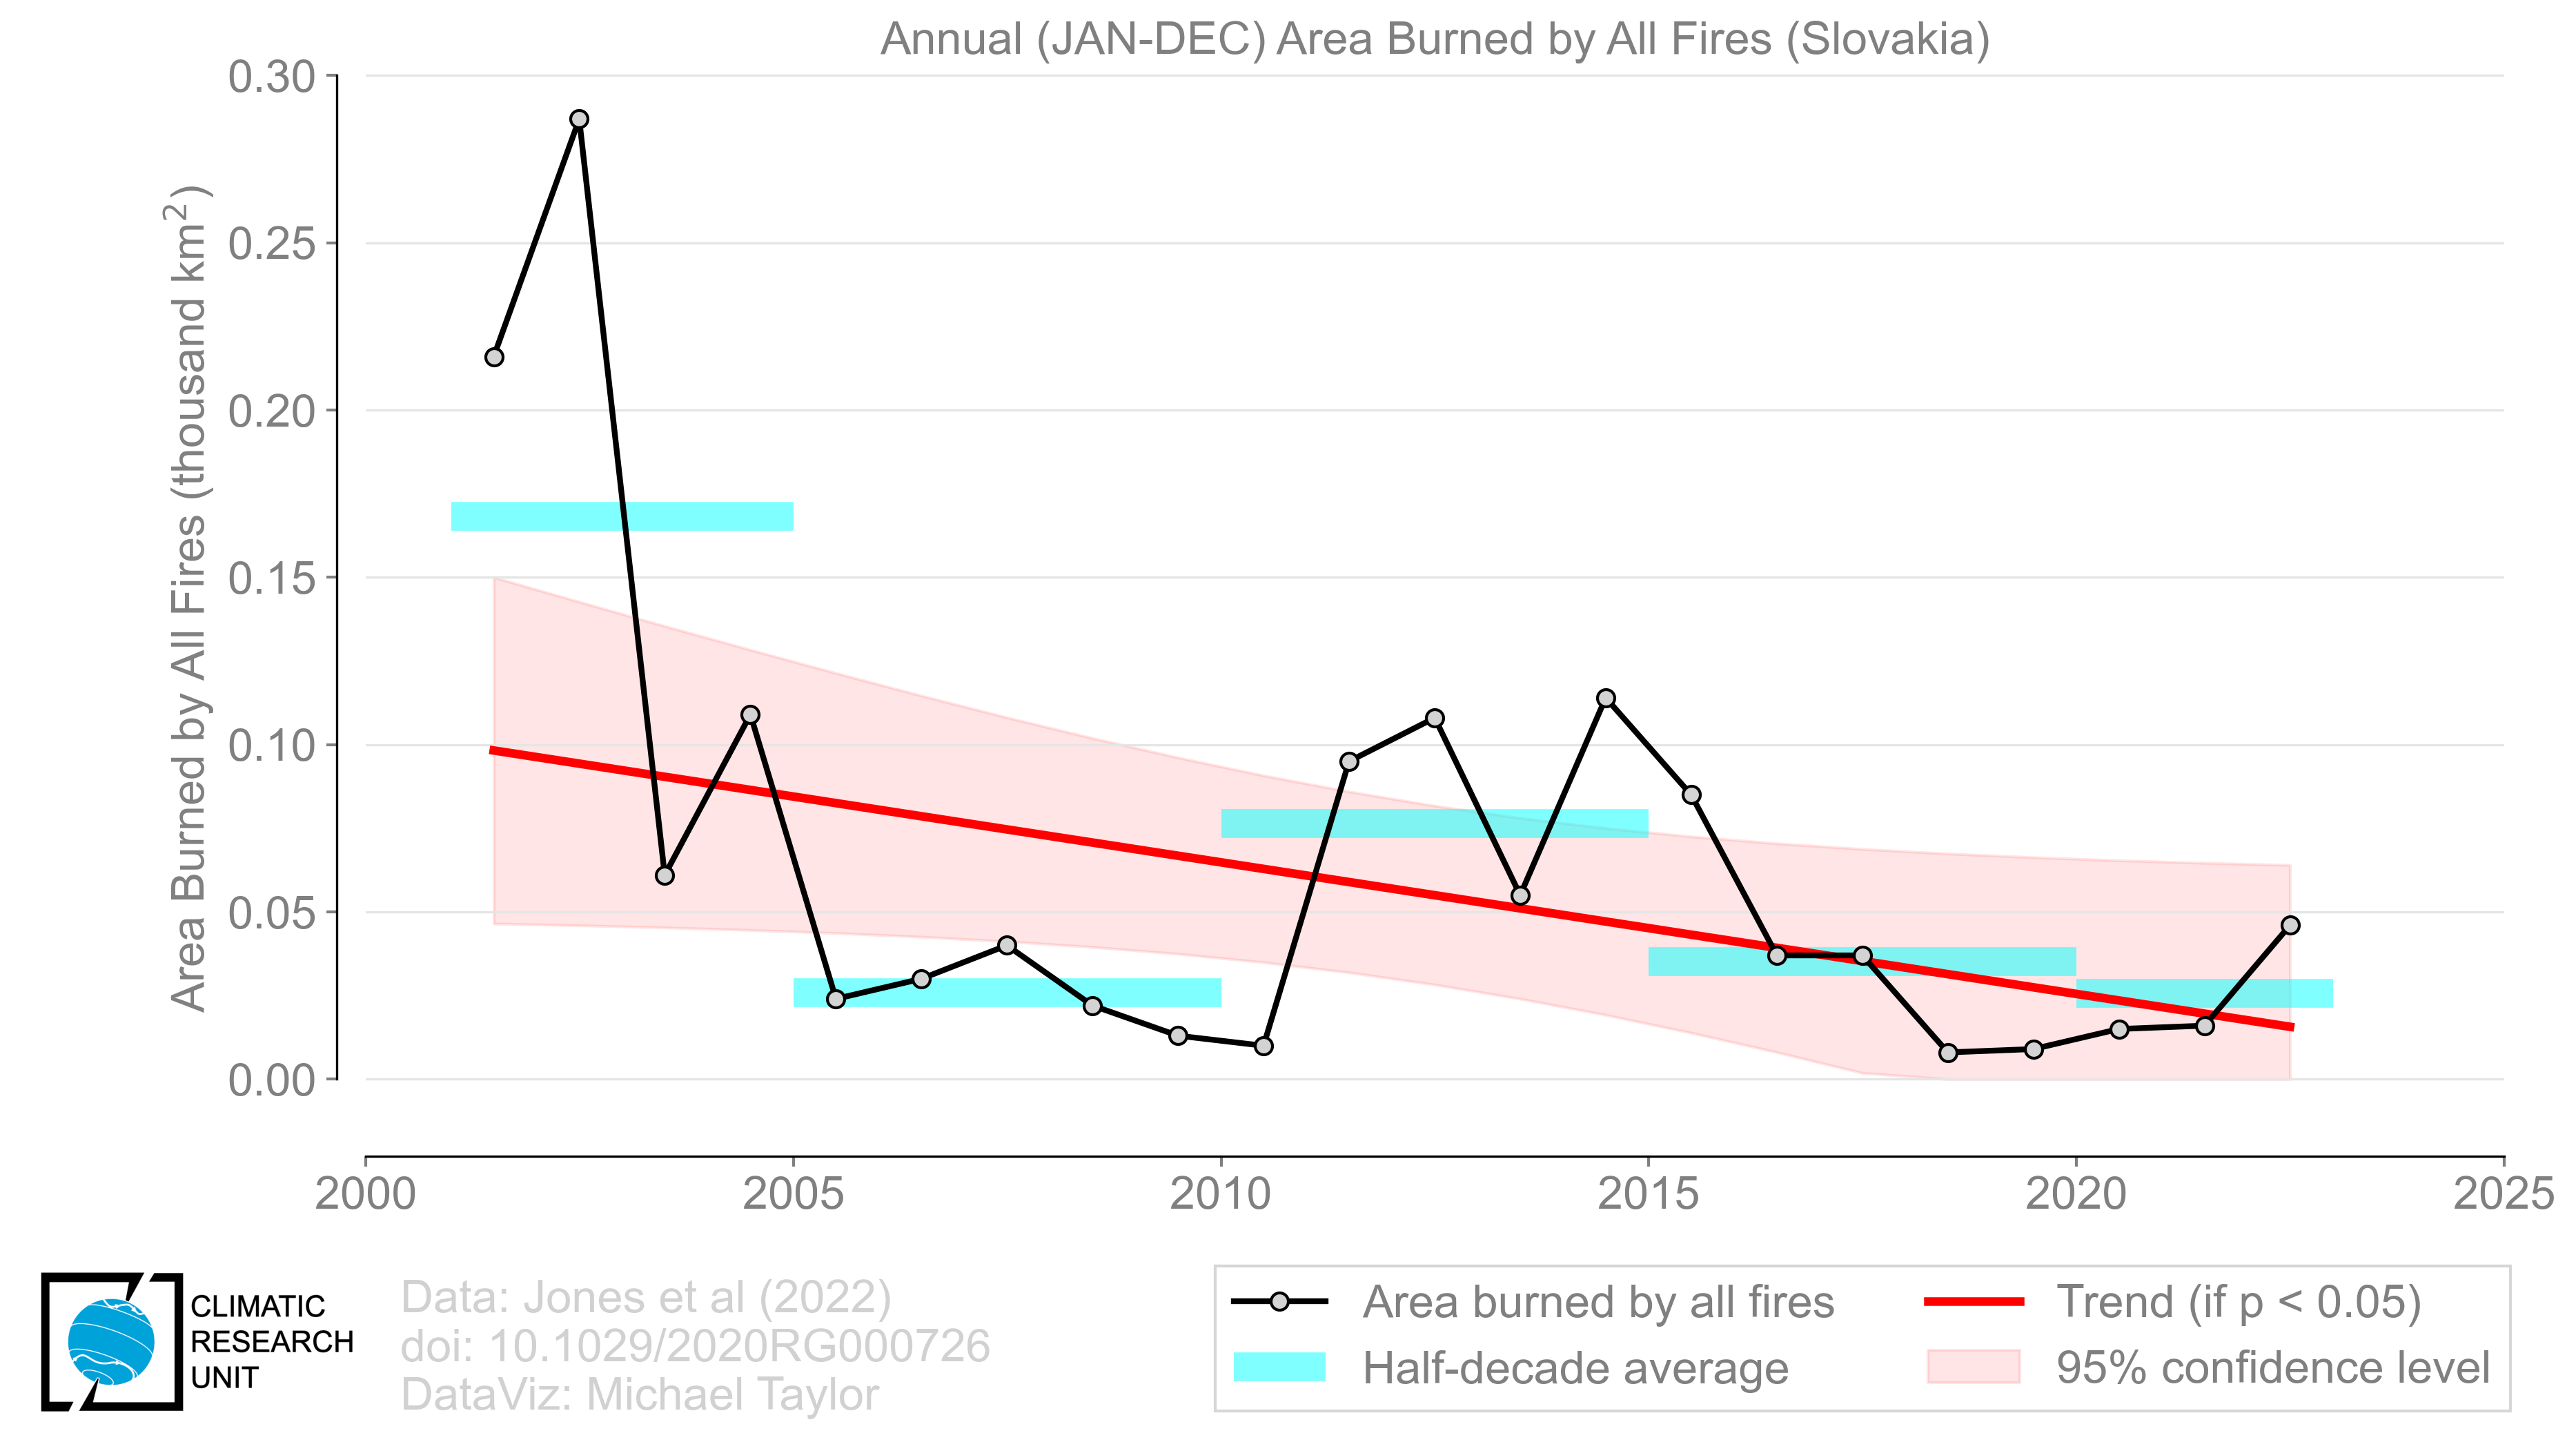 Annual (JAN-DEC) Area Burned by All Fires (Slovakia)
Area Burned by All Fires (thousand km²)
0.30
0.25
0.20
0.15
0.10
0.05
0.00
2000 2005 2010 2015 2020 2025
CLIMATIC
RESEARCH
UNIT
Data: Jones et al (2022)
doi: 10.1029/2020RG000726
DataViz: Michael Taylor
Area burned by all fires
Half-decade average
Trend (if p < 0.05)
95% confidence level